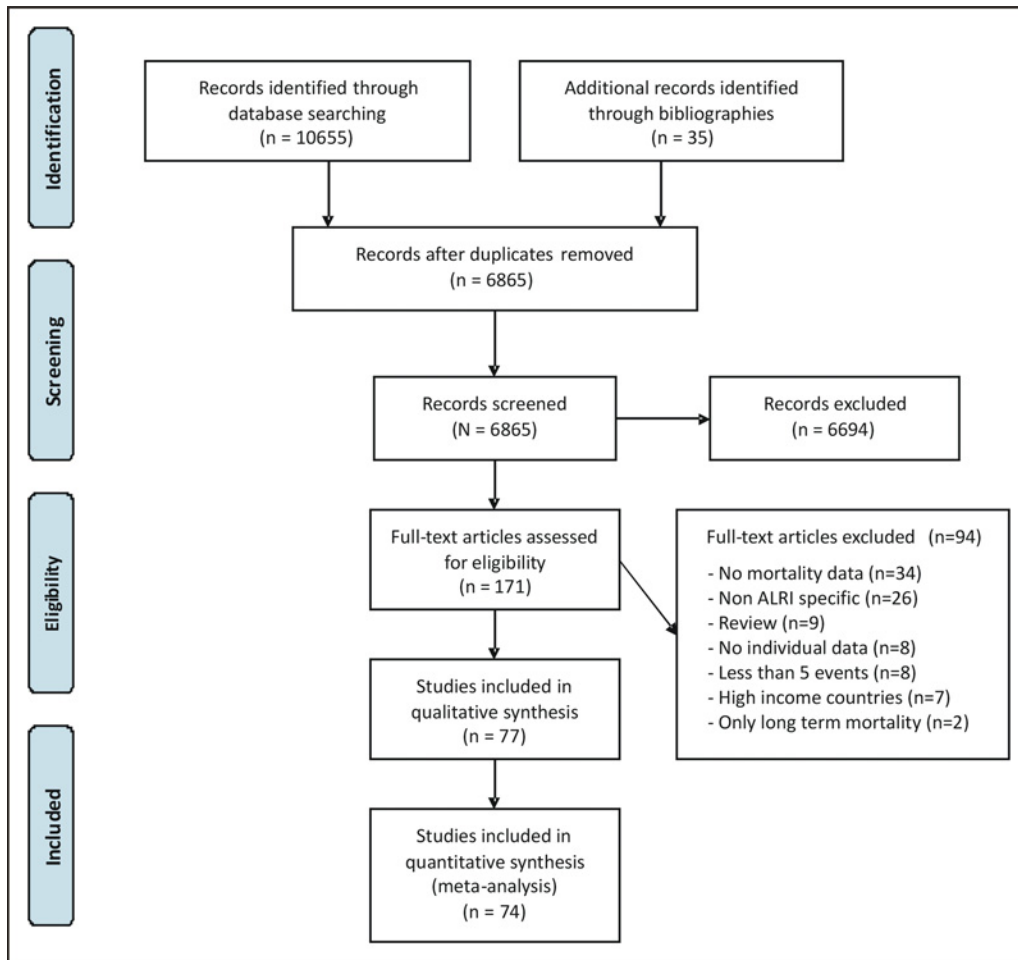 Identification
Records identified through
database searching
(n = 10655)
Additional records identified
through bibliographies
(n = 35)
Records after duplicates removed
(n = 6865)
Screening
Records screened
(N = 6865)
Records excluded
(n = 6694)
Eligibility
Full-text articles assessed
for eligibility
(n = 171)
Full-text articles excluded (n=94)
- No mortality data (n=34)
- Non ALRI specific (n=26)
- Review (n=9)
- No individual data (n=8)
- Less than 5 events (n=8)
- High income countries (n=7)
- Only long term mortality (n=2)
Studies included in
qualitative synthesis
(n = 77)
Included
Studies included in
quantitative synthesis
(meta-analysis)
(n = 74)